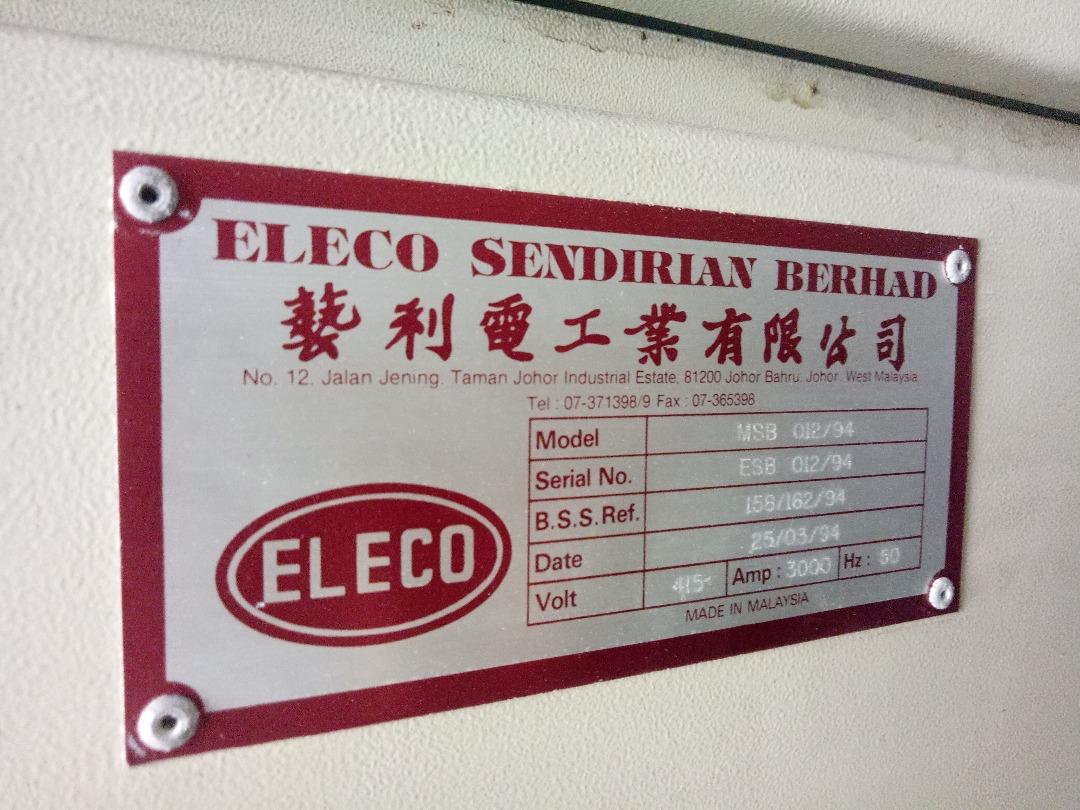 ELECO SENDIRIAN BERHAD
藝利電工業有限公司
No. 12. Jalan Jening. Taman Johor Industrial Estate, 81200 Johor Bahru. Johor. West Malaysia.
Tel : 07-371398/9 Fax : 07-365398
Model MSB 012/94
Serial No. ESB 012/94
B.S.S. Ref. 158/162/94
Date 25/03/94
Volt 415 Amp : 3000 Hz : 50
MADE IN MALAYSIA
ELECO